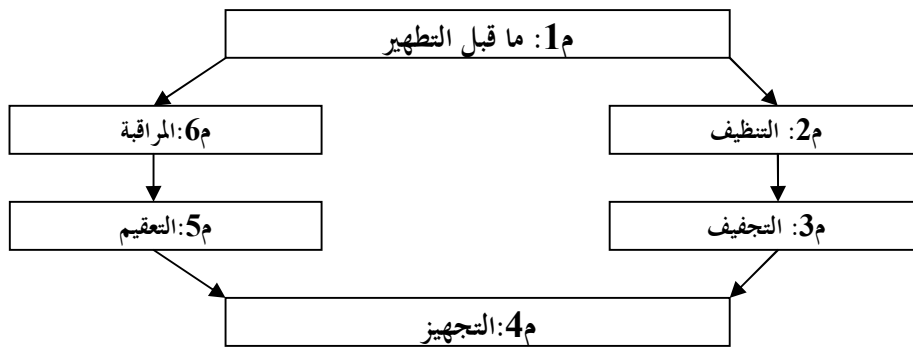 م1: ما قبل التطهير
م2: التنظيف
م6:المراقبة
م3: التجفيف
م5:التعقيم
م4:التجهيز